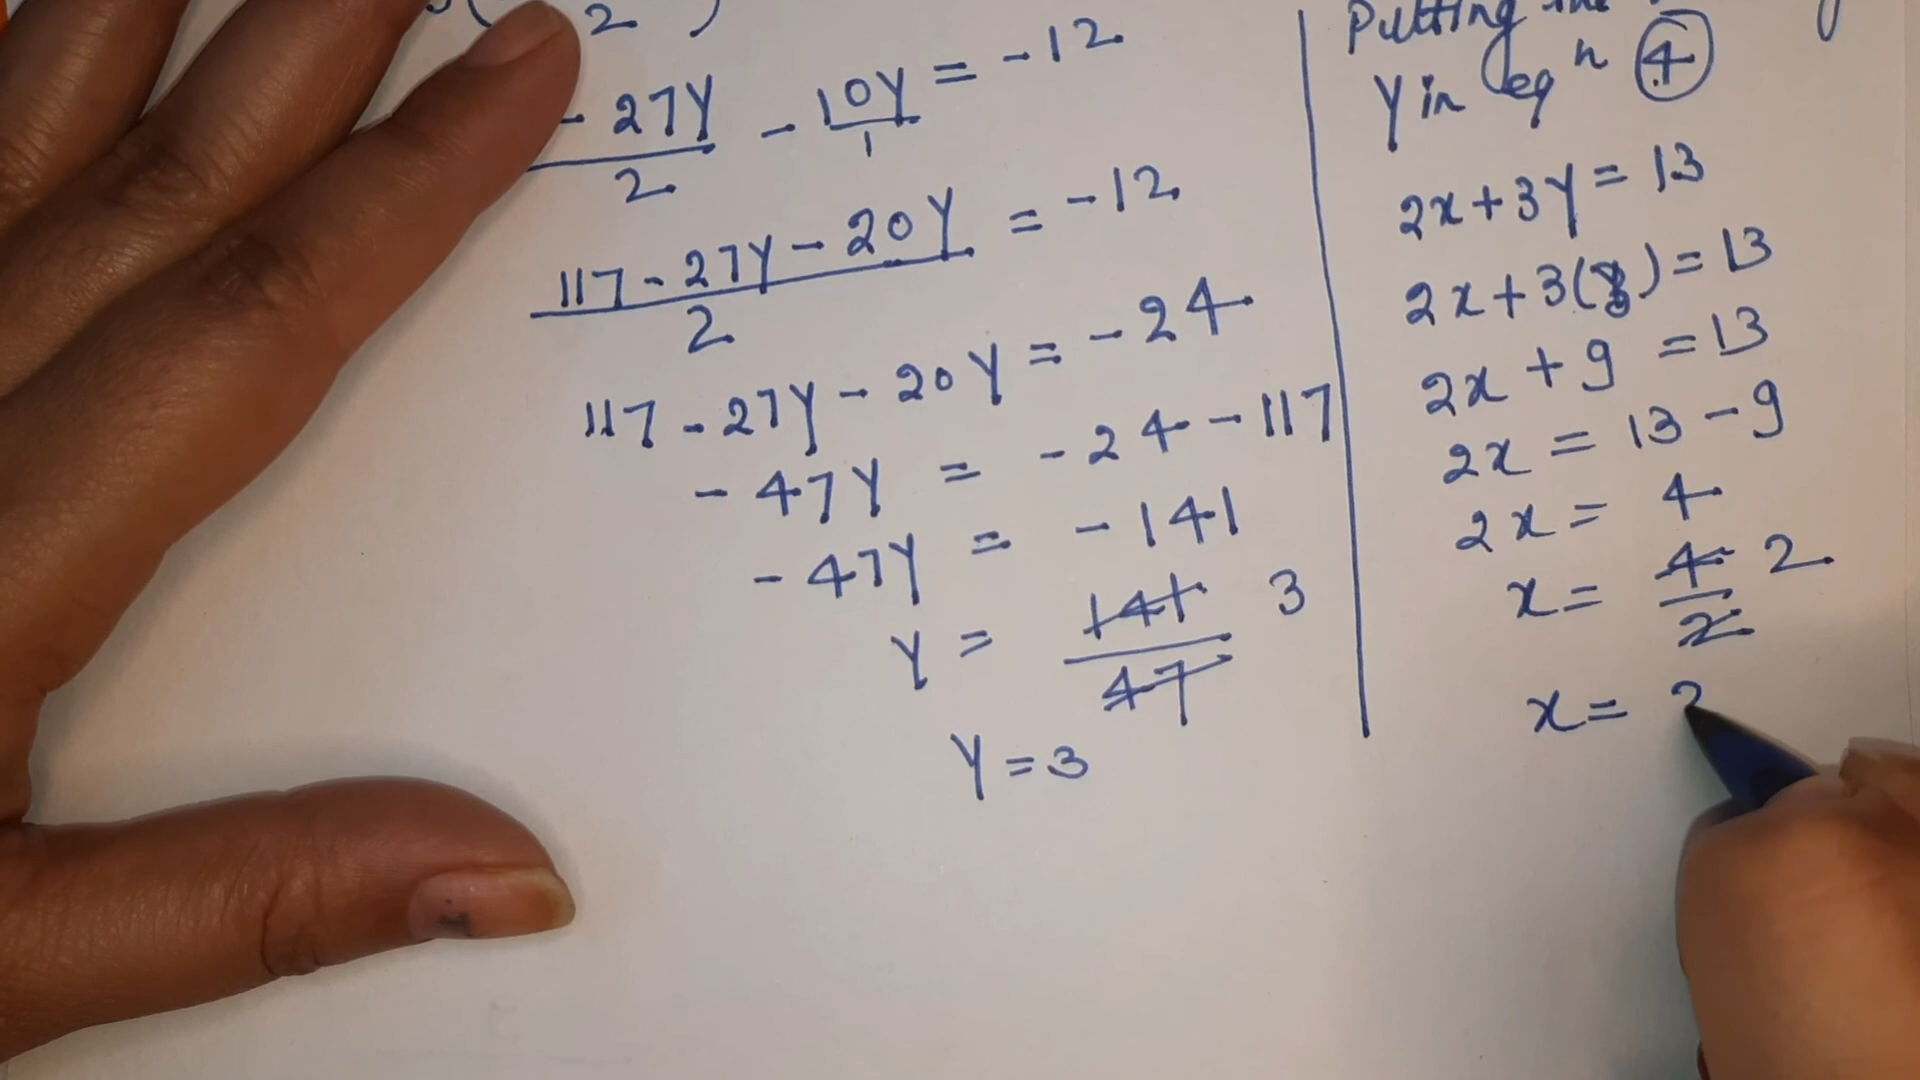 2 )
- 27Y/2 - 10Y/1 = -12
117 - 27Y - 20Y/2 = -12
117 - 27Y - 20Y = -24
- 47Y = -24 - 117
- 47Y = -141
Y = 141/47 3
Y = 3
Putting the
Y in eqn 4
2x + 3Y = 13
2x + 3(3) = 13
2x + 9 = 13
2x = 13 - 9
2x = 4
x = 4/2 2
x = 2